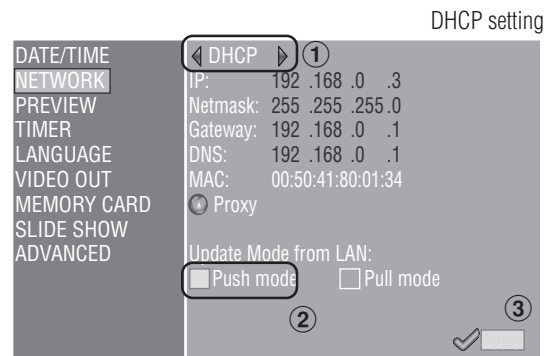 DHCP setting
DATE/TIME
NETWORK
PREVIEW
TIMER
LANGUAGE
VIDEO OUT
MEMORY CARD
SLIDE SHOW
ADVANCED
DHCP ①
IP: 192 .168 .0 .3
Netmask: 255 .255 .255.0
Gateway: 192 .168 .0 .1
DNS: 192 .168 .0 .1
MAC: 00:50:41:80:01:34
Proxy
Update Mode from LAN:
Push mode Pull mode
②
③